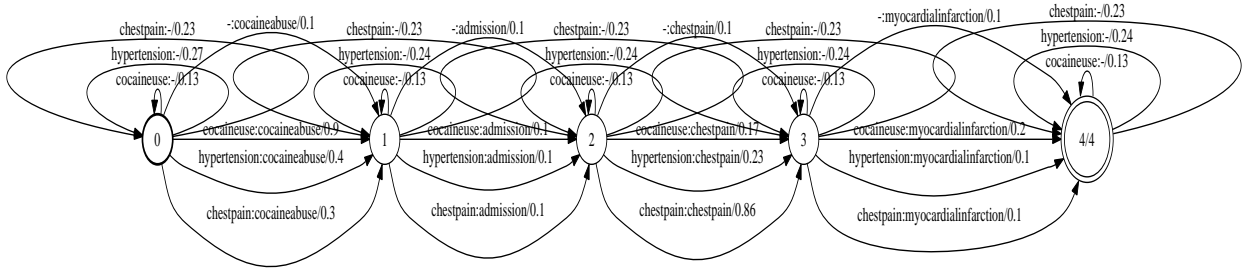 chestpain:-/0.23
-:cocaineabuse/0.1
chestpain:-/0.23
-:admission/0.1
chestpain:-/0.23
-:chestpain/0.1
chestpain:-/0.23
-:myocardialinfarction/0.1
chestpain:-/0.23
hypertension:-/0.27
hypertension:-/0.24
hypertension:-/0.24
hypertension:-/0.24
hypertension:-/0.24
cocaineuse:-/0.13
cocaineuse:-/0.13
cocaineuse:-/0.13
cocaineuse:-/0.13
cocaineuse:-/0.13
0
cocaineuse:cocaineabuse/0.9
1
cocaineuse:admission/0.1
2
cocaineuse:chestpain/0.17
3
cocaineuse:myocardialinfarction/0.2
4/4
hypertension:cocaineabuse/0.4
hypertension:admission/0.1
hypertension:chestpain/0.23
hypertension:myocardialinfarction/0.1
chestpain:cocaineabuse/0.3
chestpain:admission/0.1
chestpain:chestpain/0.86
chestpain:myocardialinfarction/0.1